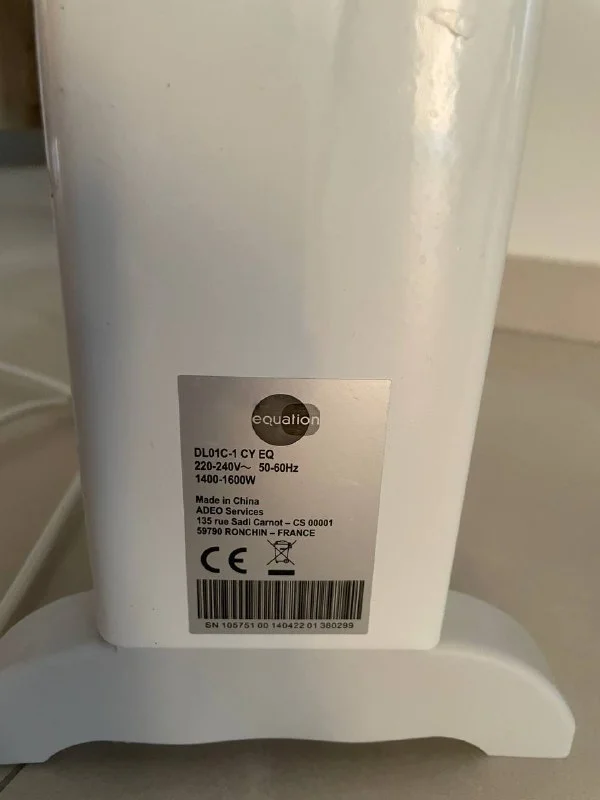 equation
DL01C-1 CY EQ
220-240V~ 50-60Hz
1400-1600W
Made in China
ADEO Services
135 rue Sadi Carnot – CS 00001
59790 RONCHIN – FRANCE
CE
SN 105751 00 140422 01 380299